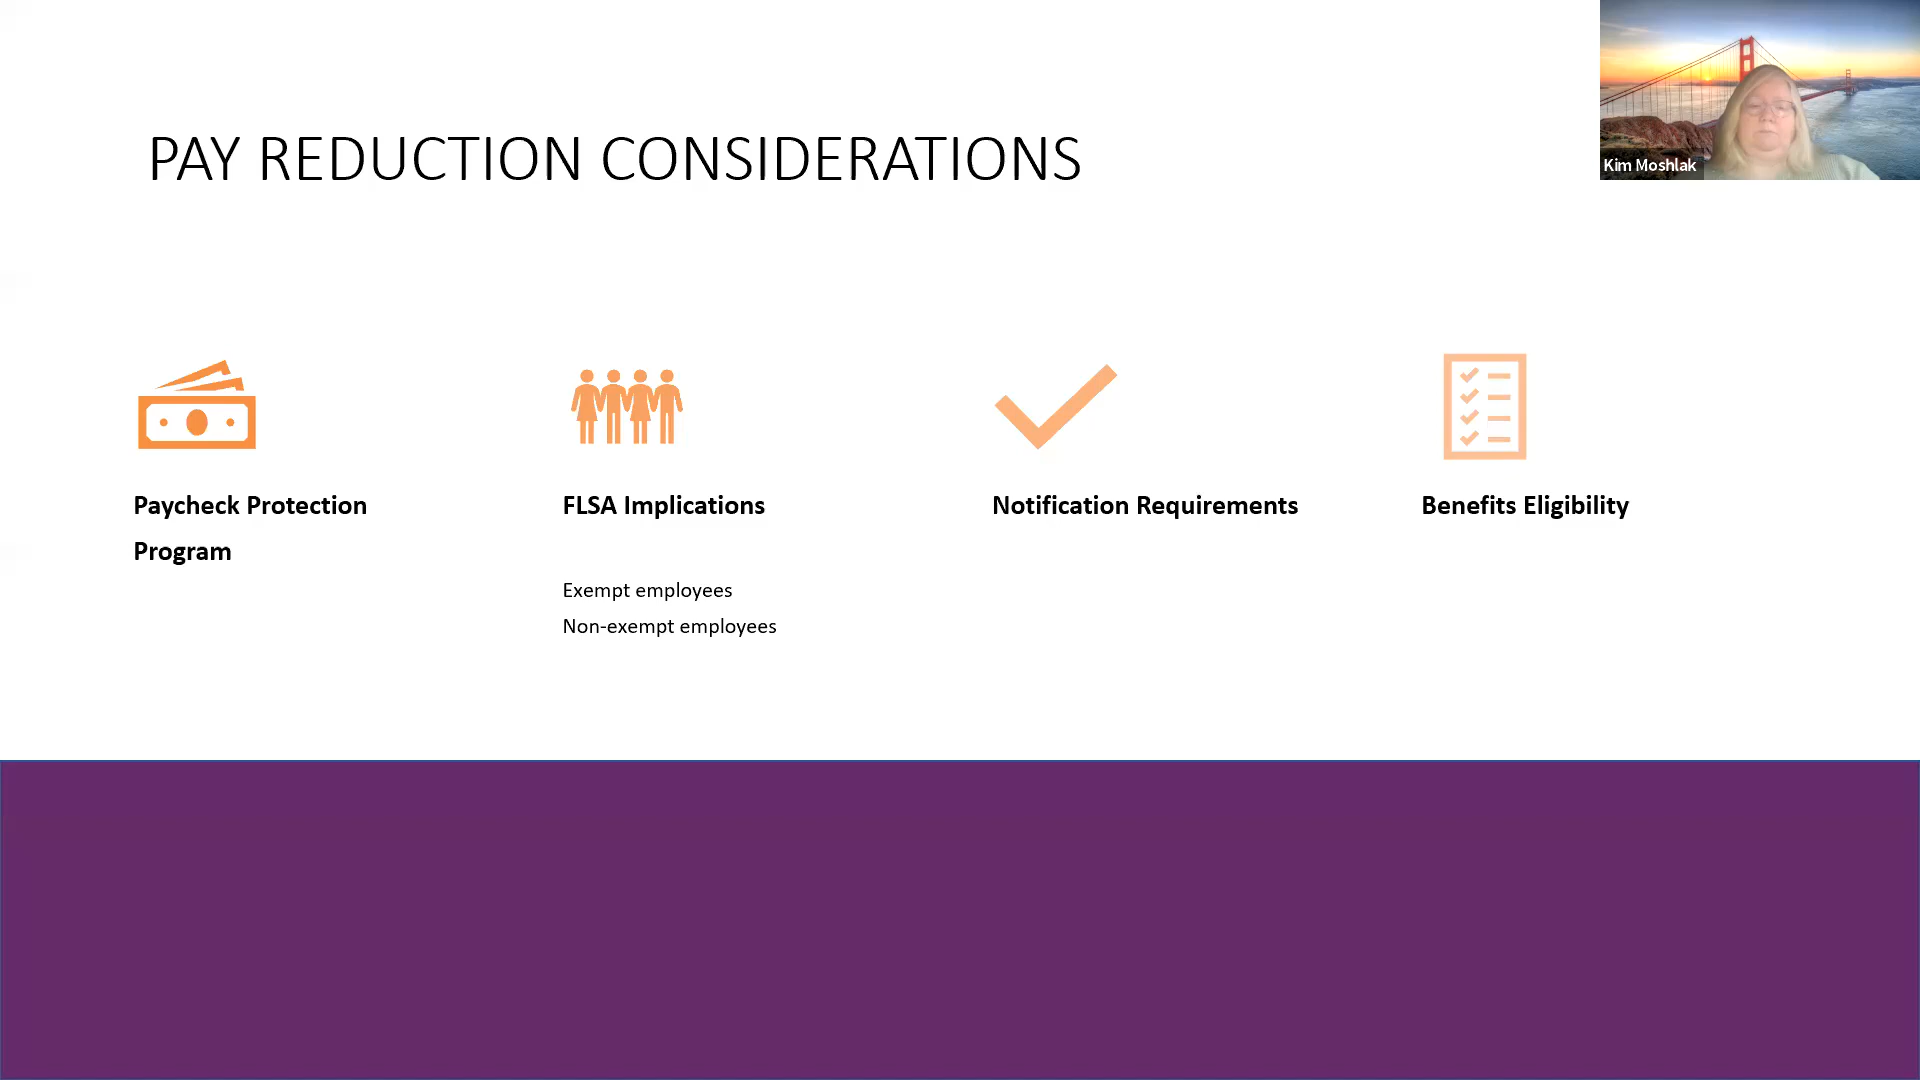 PAY REDUCTION CONSIDERATIONS
Kim Moshlak
Paycheck Protection
Program
FLSA Implications
Exempt employees
Non-exempt employees
Notification Requirements
Benefits Eligibility